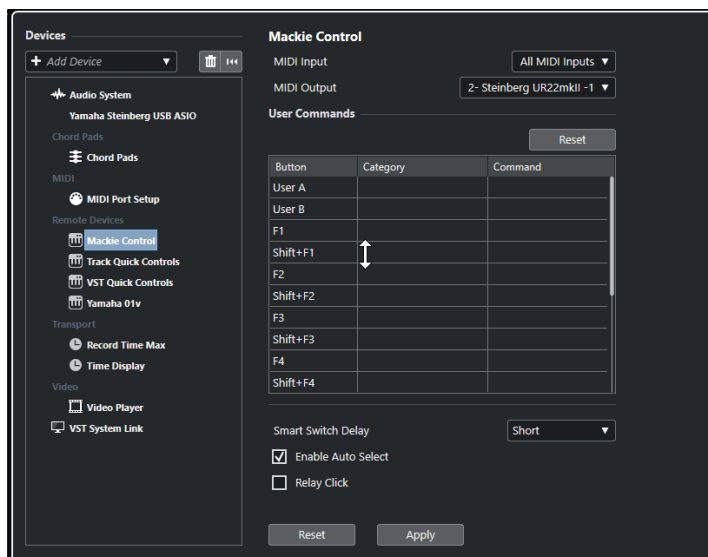 Devices
Add Device
Audio System
Yamaha Steinberg USB ASIO
Chord Pads
Chord Pads
MIDI
MIDI Port Setup
Remote Devices
Mackie Control
Track Quick Controls
VST Quick Controls
Yamaha 01v
Transport
Record Time Max
Time Display
Video
Video Player
VST System Link
Mackie Control
MIDI Input All MIDI Inputs
MIDI Output 2- Steinberg UR22mkII -1
User Commands
Reset
Button Category Command
User A
User B
F1
Shift+F1
F2
Shift+F2
F3
Shift+F3
F4
Shift+F4
Smart Switch Delay Short
Enable Auto Select
Relay Click
Reset Apply